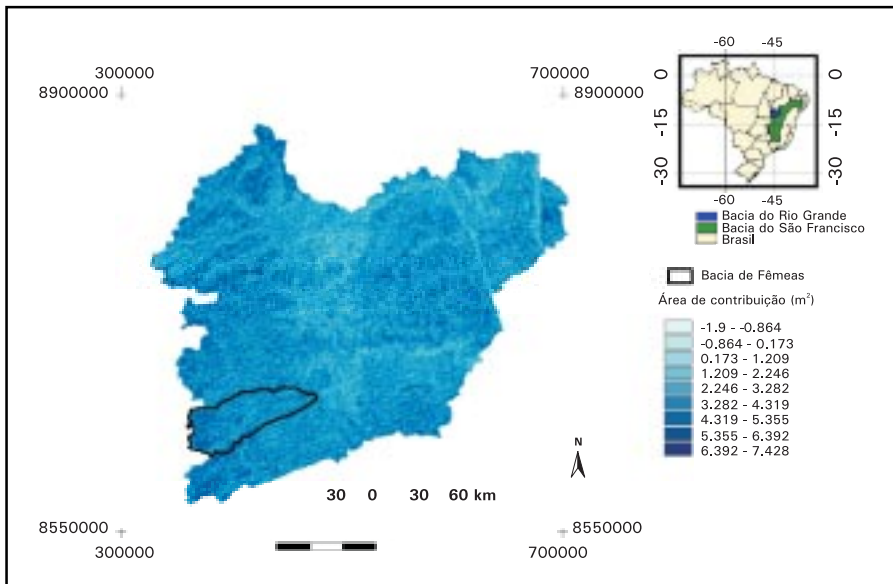 -60 -45
300000 700000
8900000 8900000
0 0
-15 -15
-30 -30
-60 -45
Bacia do Rio Grande
Bacia do São Francisco
Brasil
Bacia de Fêmeas
Área de contribuição (m²)
-1.9 - -0.864
-0.864 - 0.173
0.173 - 1.209
1.209 - 2.246
2.246 - 3.282
3.282 - 4.319
4.319 - 5.355
5.355 - 6.392
6.392 - 7.428
N
30 0 30 60 km
8550000 8550000
300000 700000